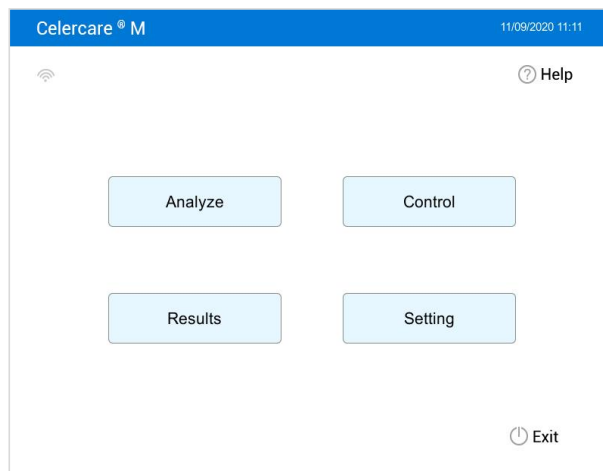 Celercare ® M 11/09/2020 11:11
Help
Analyze Control
Results Setting
Exit